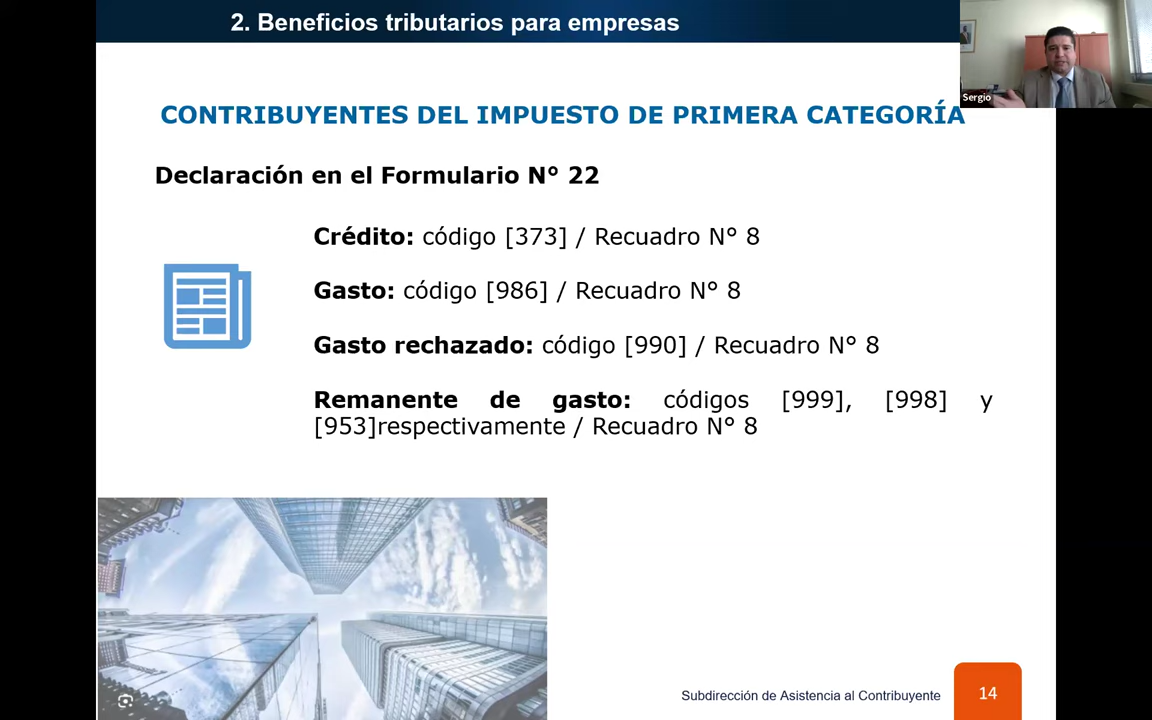 2. Beneficios tributarios para empresas
Sergio
CONTRIBUYENTES DEL IMPUESTO DE PRIMERA CATEGORÍA
Declaración en el Formulario N° 22
Crédito: código [373] / Recuadro N° 8
Gasto: código [986] / Recuadro N° 8
Gasto rechazado: código [990] / Recuadro N° 8
Remanente de gasto: códigos [999], [998] y
[953]respectivamente / Recuadro N° 8
Subdirección de Asistencia al Contribuyente
14